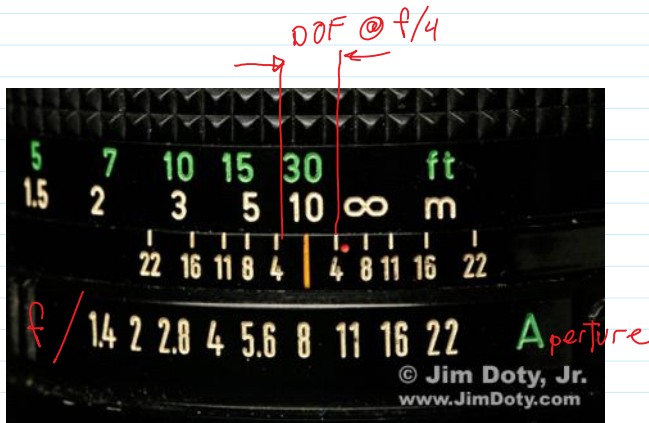 DOF @ f/4
5 7 10 15 30 ft
1.5 2 3 5 10 ∞ m
22 16 11 8 4 4 8 11 16 22
f/ 1.4 2 2.8 4 5.6 8 11 16 22 Aperture
© Jim Doty, Jr.
www.JimDoty.com